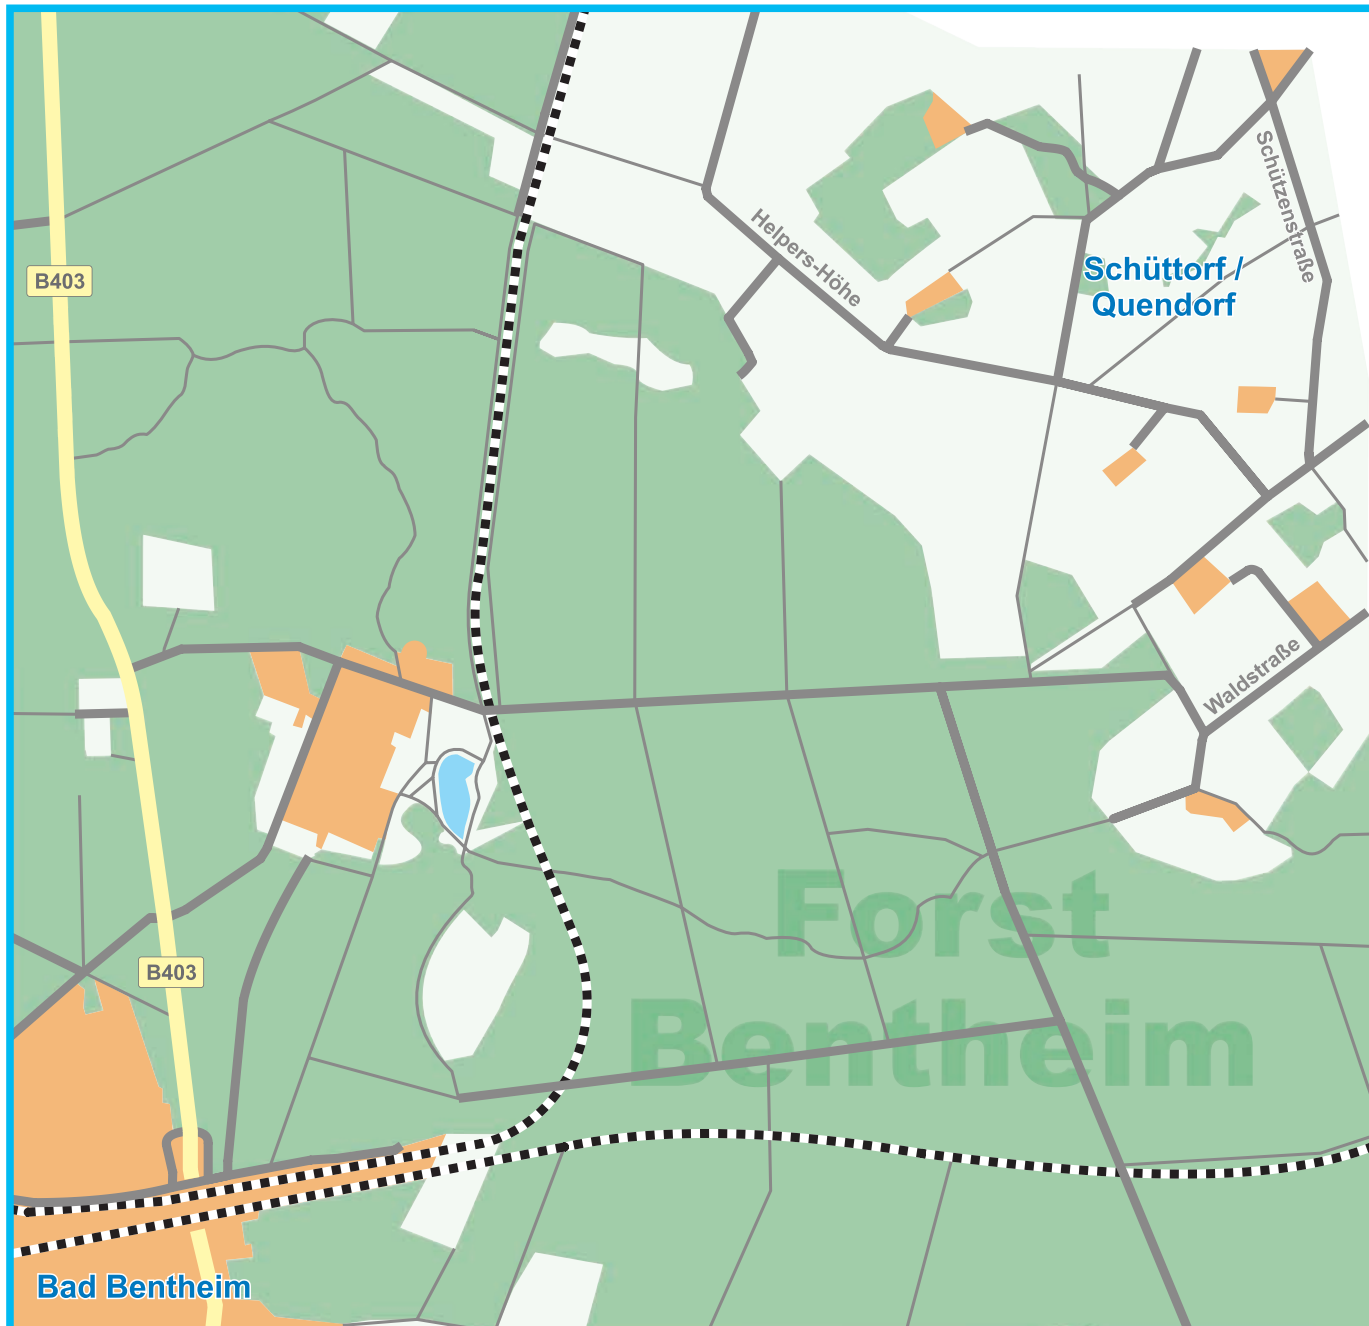 Schützenstraße
Helpers-Höhe
Schüttorf /
Quendorf
B403
Waldstraße
Forst
Bentheim
B403
Bad Bentheim